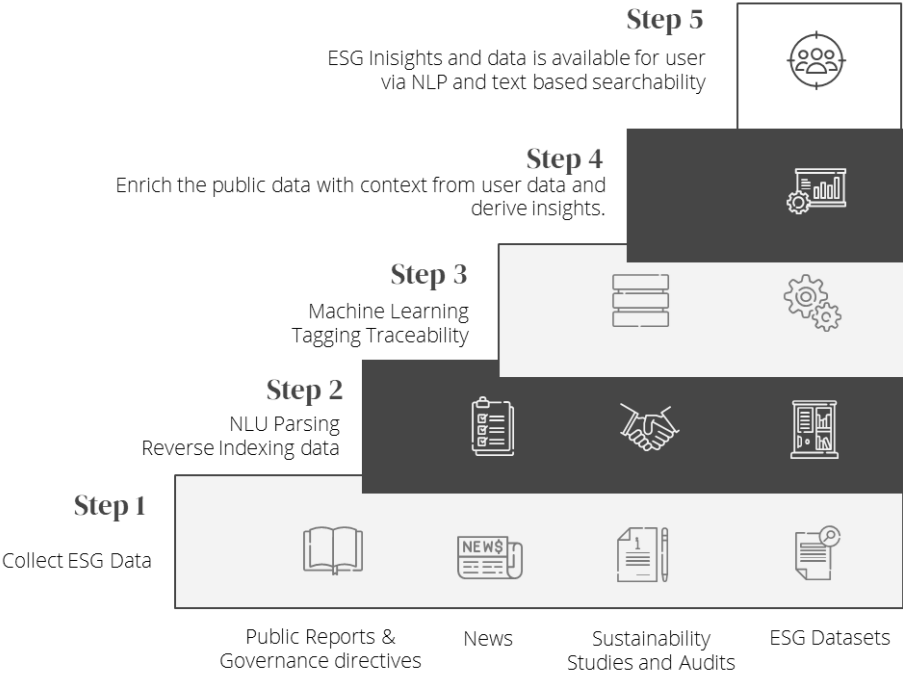 Step 5
ESG Inisights and data is available for user
via NLP and text based searchability
Step 4
Enrich the public data with context from user data and
derive insights.
Step 3
Machine Learning
Tagging Traceability
Step 2
NLU Parsing
Reverse Indexing data
Step 1
Collect ESG Data
NEW$
1
Public Reports &
Governance directives
News
Sustainability
Studies and Audits
ESG Datasets